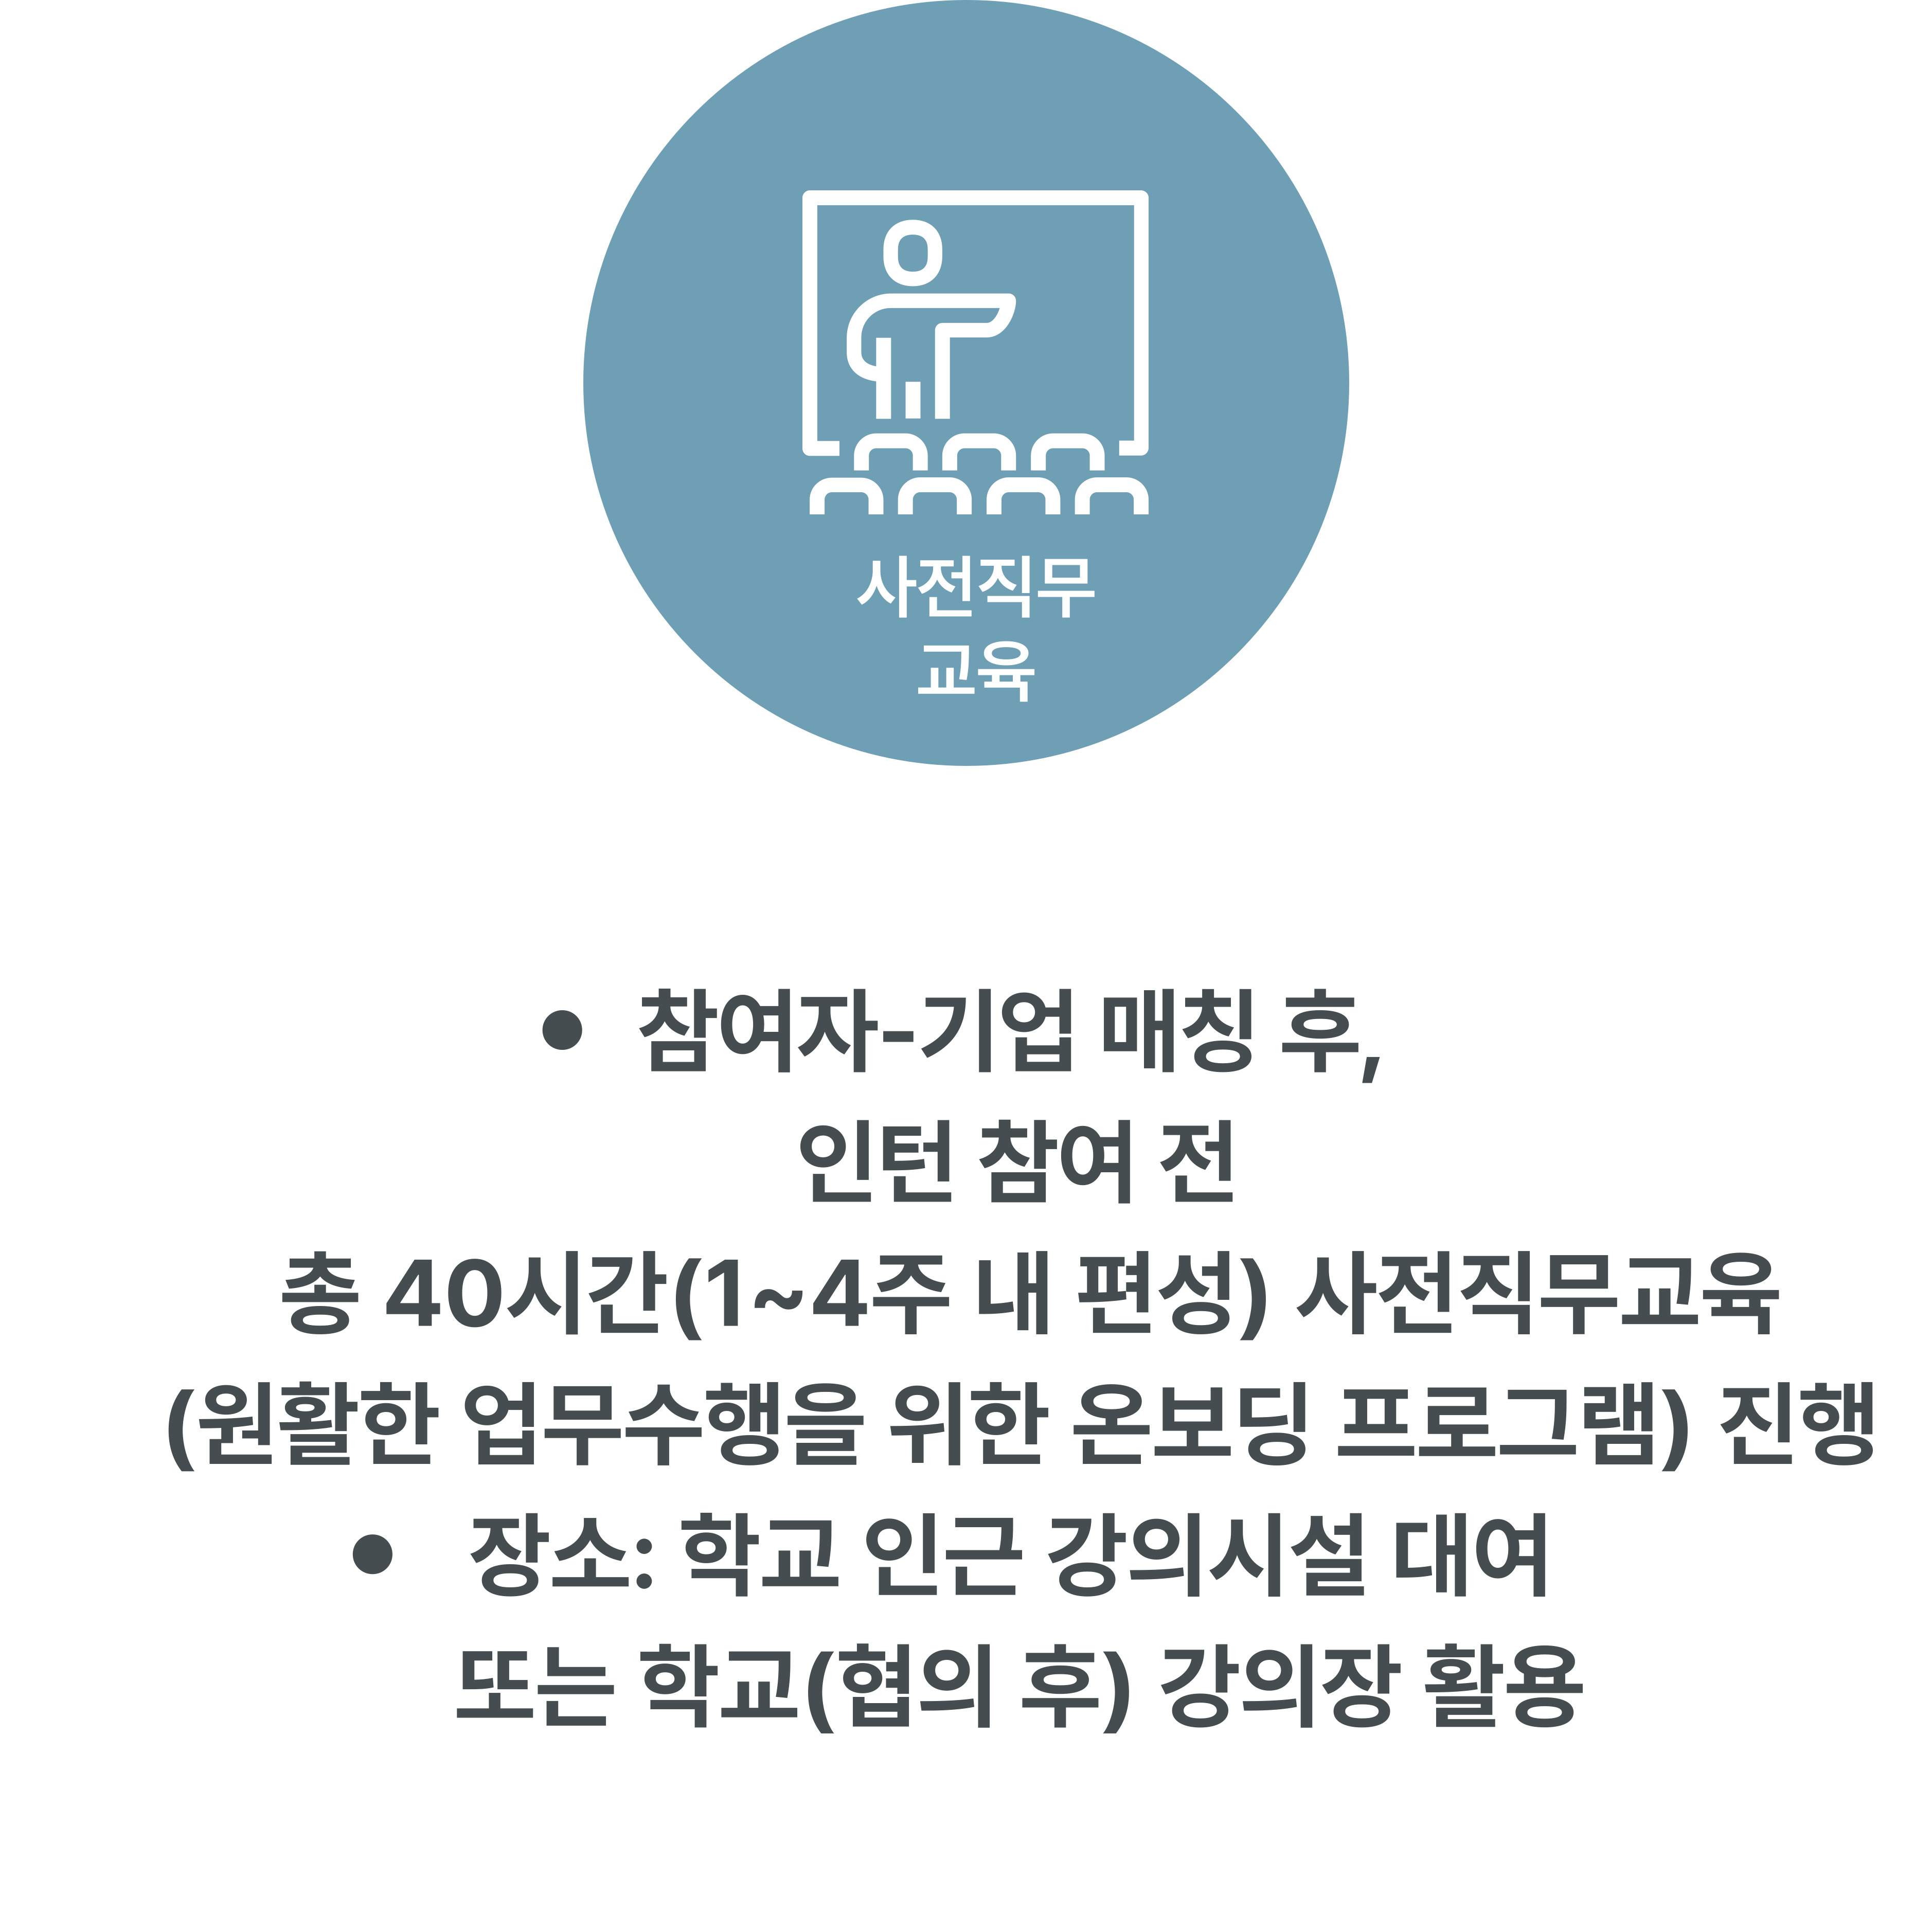 사전직무
교육
• 참여자-기업 매칭 후,
인턴 참여 전
총 40시간(1~4주 내 편성) 사전직무교육
(원활한 업무수행을 위한 온보딩 프로그램) 진행
• 장소: 학교 인근 강의시설 대여
또는 학교(협의 후) 강의장 활용